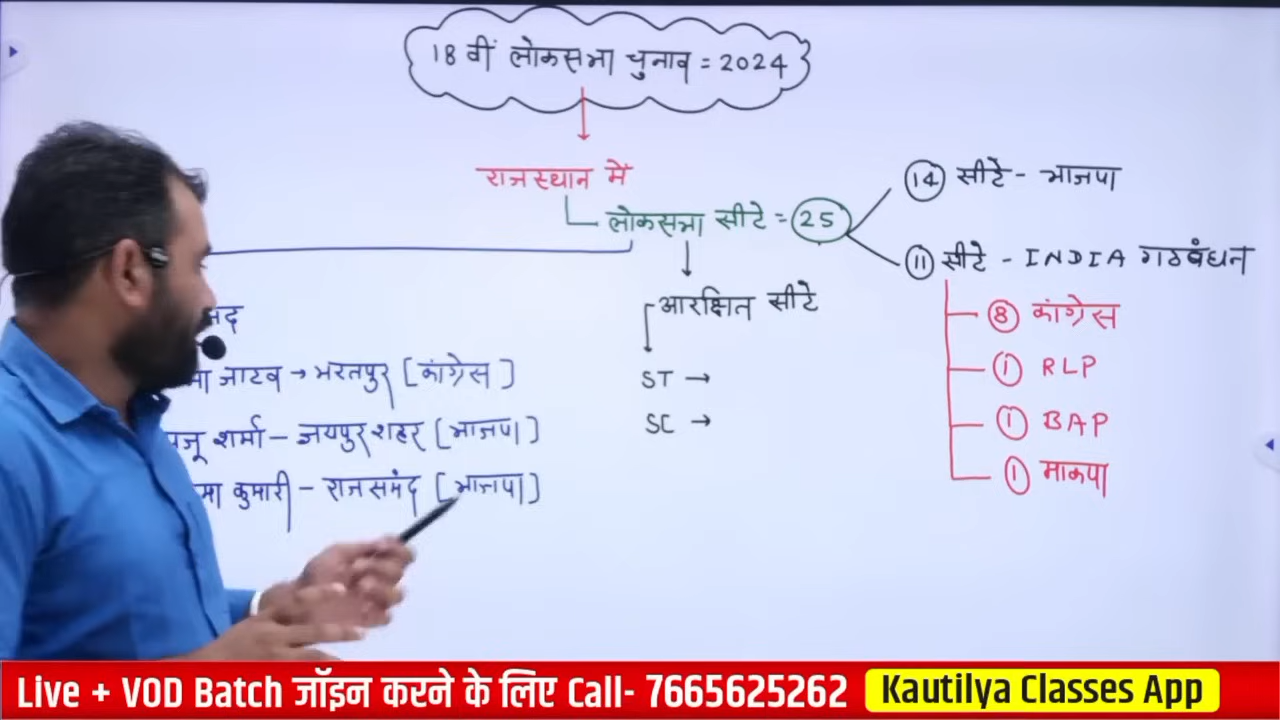 18 वीं लोकसभा चुनाव = 2024
राजस्थान में
लोकसभा सीटे = 25
14 सीटे - भाजपा
11 सीटे - INDIA गठबंधन
8 कांग्रेस
1 RLP
1 BAP
1 माकपा
आरक्षित सीटे
ST →
SC →
जाटव → भरतपुर [कांग्रेस]
शर्मा - जयपुर शहर [भाजपा]
कुमारी - राजसमंद [भाजपा]
Live + VOD Batch जॉइन करने के लिए Call- 7665625262
Kautilya Classes App